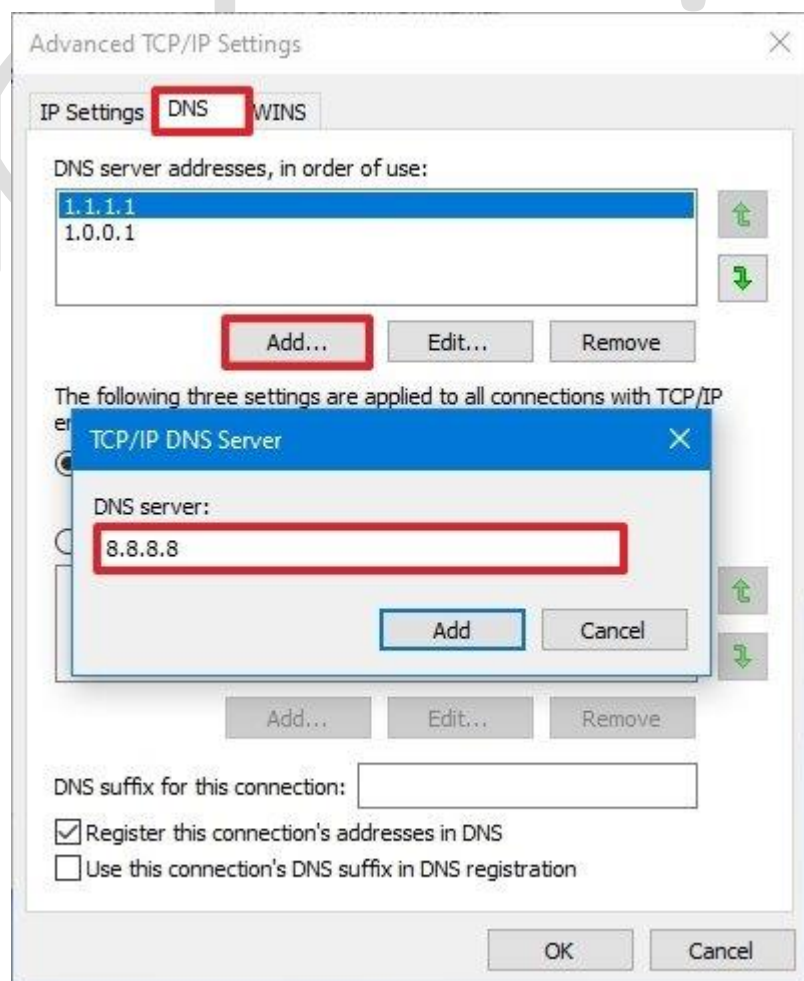 Advanced TCP/IP Settings
IP Settings DNS WINS
DNS server addresses, in order of use:
1.1.1.1
1.0.0.1
Add... Edit... Remove
The following three settings are applied to all connections with TCP/IP
TCP/IP DNS Server
DNS server:
8.8.8.8
Add Cancel
Add... Edit... Remove
DNS suffix for this connection:
Register this connection's addresses in DNS
Use this connection's DNS suffix in DNS registration
OK Cancel